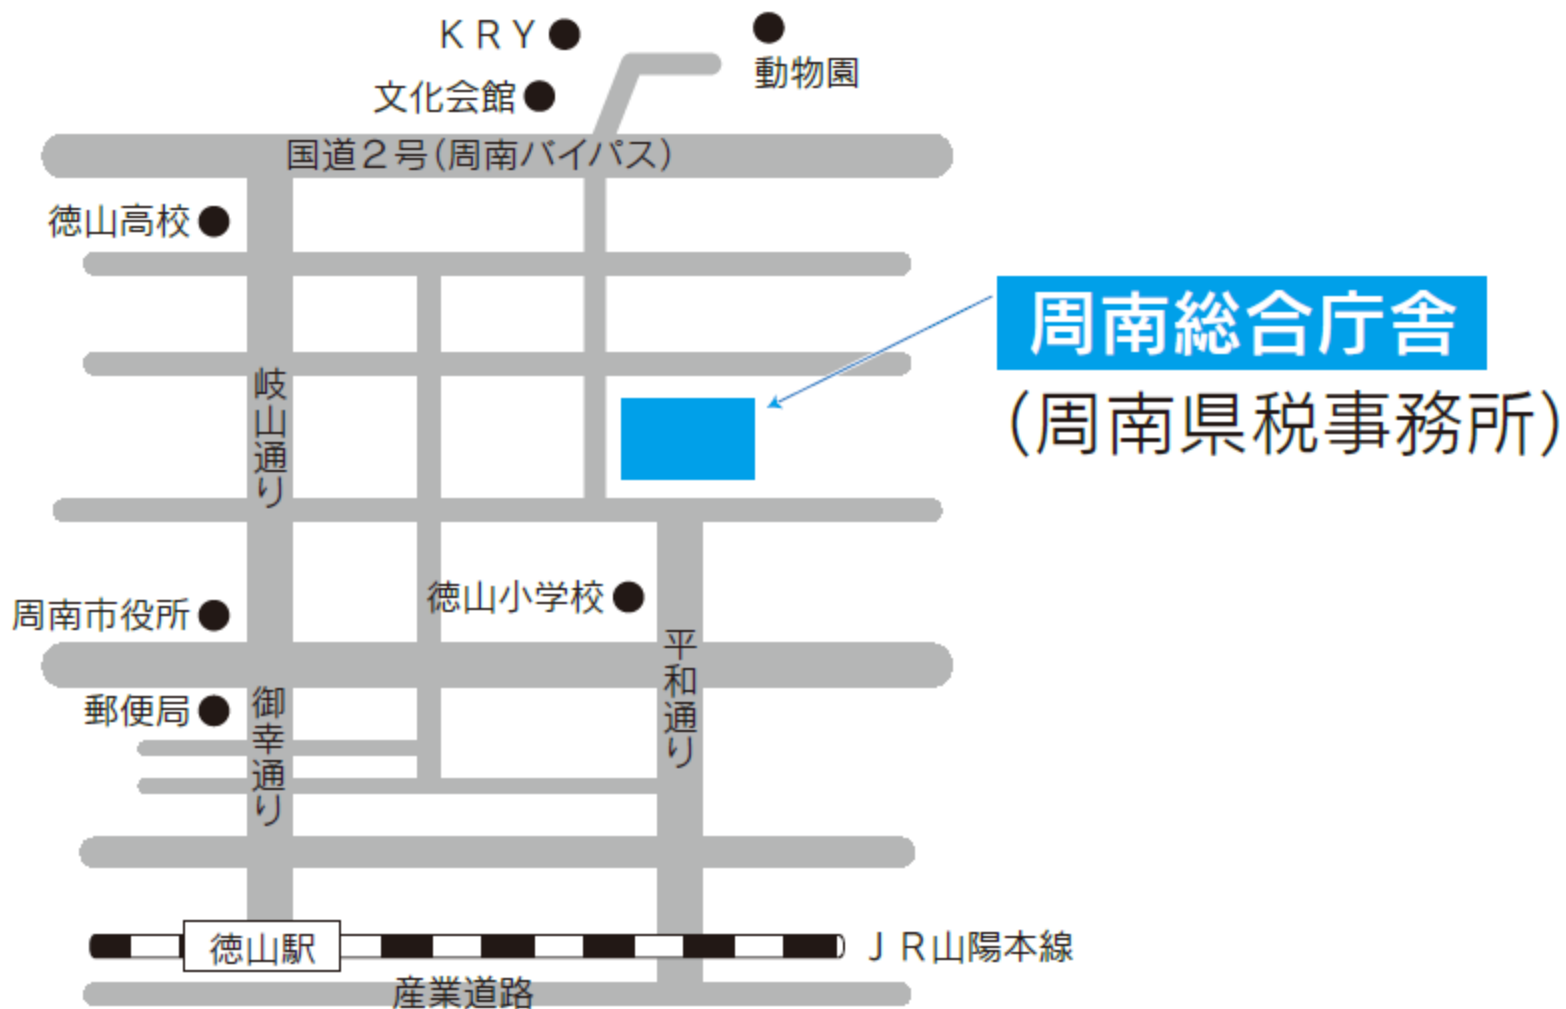 ＫＲＹ
動物園
文化会館
国道２号(周南バイパス)
徳山高校
周南総合庁舎
(周南県税事務所)
岐山通り
徳山小学校
周南市役所
平和通り
郵便局
御幸通り
徳山駅
ＪＲ山陽本線
産業道路